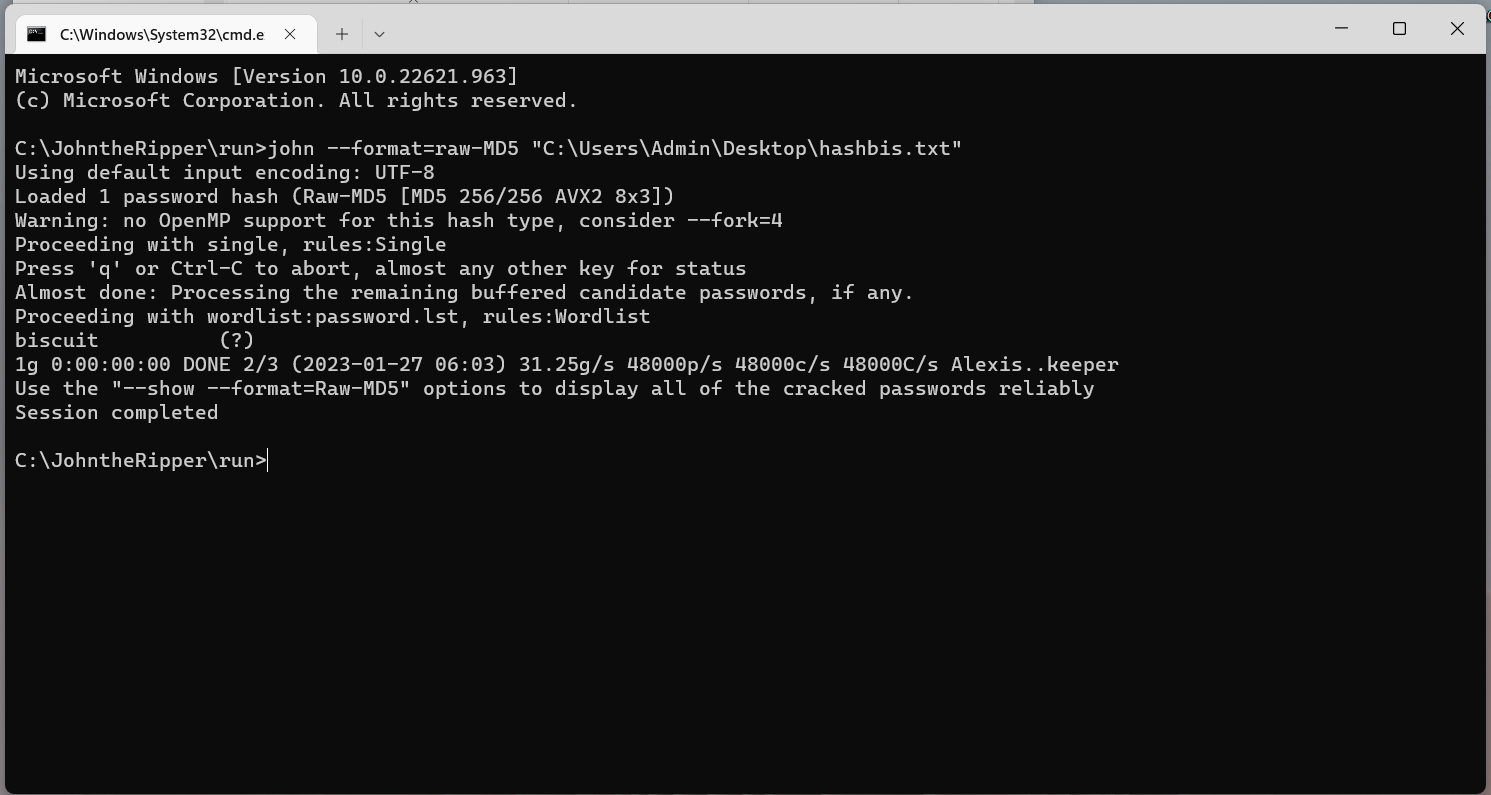 C:\Windows\System32\cmd.e
Microsoft Windows [Version 10.0.22621.963]
(c) Microsoft Corporation. All rights reserved.
C:\JohntheRipper\run>john --format=raw-MD5 "C:\Users\Admin\Desktop\hashbis.txt"
Using default input encoding: UTF-8
Loaded 1 password hash (Raw-MD5 [MD5 256/256 AVX2 8x3])
Warning: no OpenMP support for this hash type, consider --fork=4
Proceeding with single, rules:Single
Press 'q' or Ctrl-C to abort, almost any other key for status
Almost done: Processing the remaining buffered candidate passwords, if any.
Proceeding with wordlist:password.lst, rules:Wordlist
biscuit          (?)
1g 0:00:00:00 DONE 2/3 (2023-01-27 06:03) 31.25g/s 48000p/s 48000c/s 48000C/s Alexis..keeper
Use the "--show --format=Raw-MD5" options to display all of the cracked passwords reliably
Session completed
C:\JohntheRipper\run>